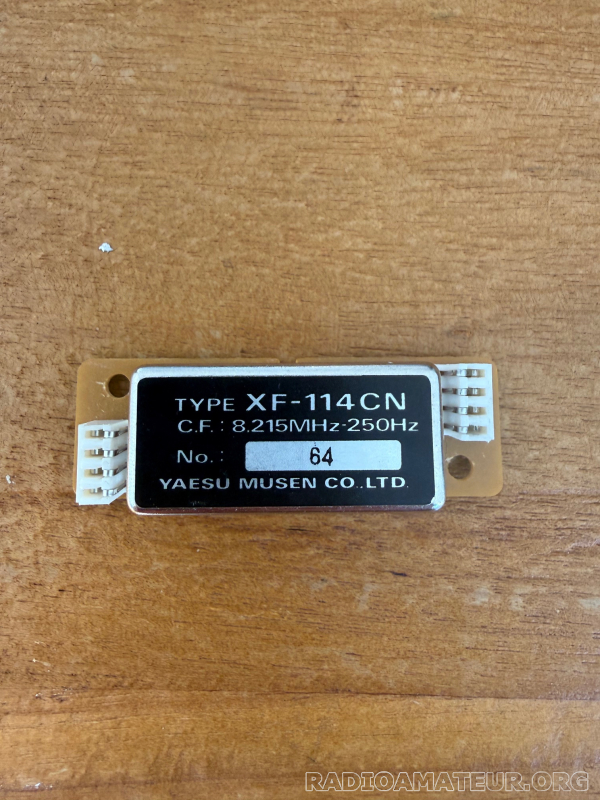 TYPE XF-114CN
C.F.: 8.215MHz-250Hz
No.: 64
YAESU MUSEN CO.,LTD.
RADIOAMATEUR.ORG